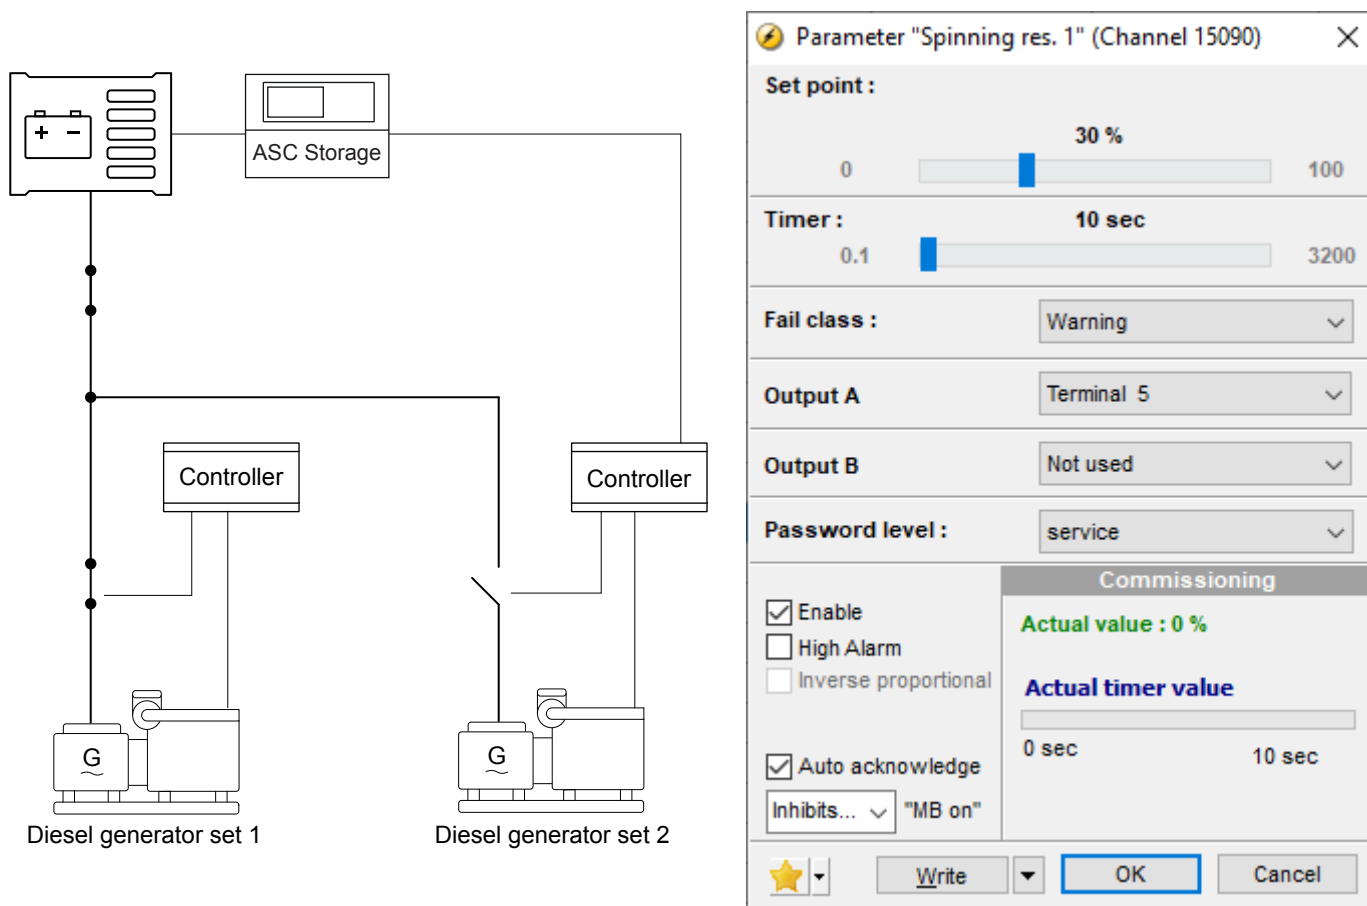 + −
ASC Storage
Controller
Controller
G
~
G
~
Diesel generator set 1
Diesel generator set 2
Parameter "Spinning res. 1" (Channel 15090)
Set point :
30 %
0
100
Timer :
10 sec
0.1
3200
Fail class :
Warning
Output A
Terminal 5
Output B
Not used
Password level :
service
Enable
High Alarm
Inverse proportional
Auto acknowledge
Inhibits...
"MB on"
Commissioning
Actual value : 0 %
Actual timer value
0 sec
10 sec
Write
OK
Cancel